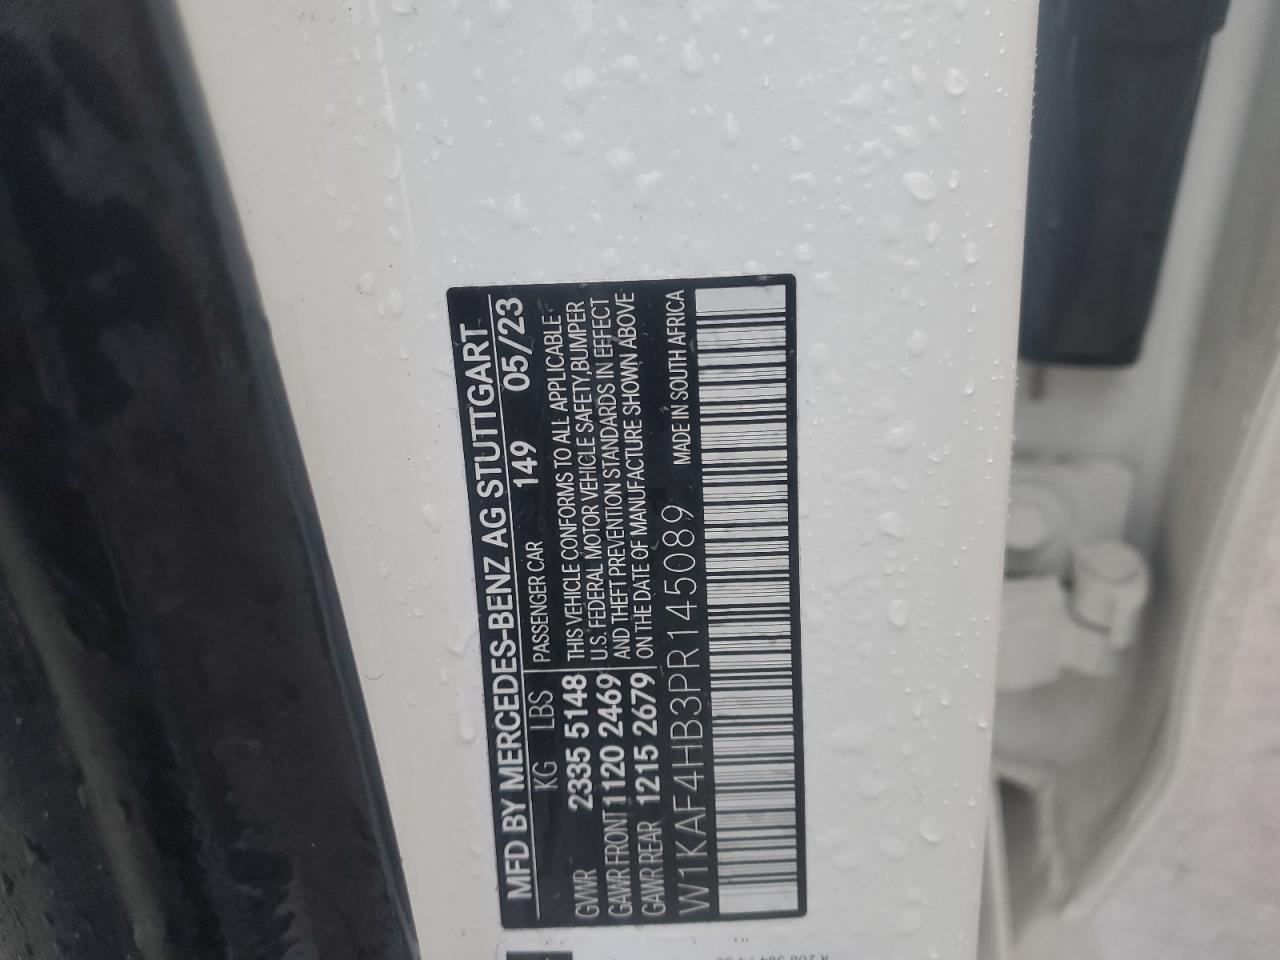 MFD BY MERCEDES-BENZ AG STUTTGART
KG LBS PASSENGER CAR 149 05/23
GVWR 2335 5148 THIS VEHICLE CONFORMS TO ALL APPLICABLE
GAWR FRONT 1120 2469 U.S. FEDERAL MOTOR VEHICLE SAFETY,BUMPER
AND THEFT PREVENTION STANDARDS IN EFFECT
GAWR REAR 1215 2679 ON THE DATE OF MANUFACTURE SHOWN ABOVE
W1KAF4HB3PR145089 MADE IN SOUTH AFRICA